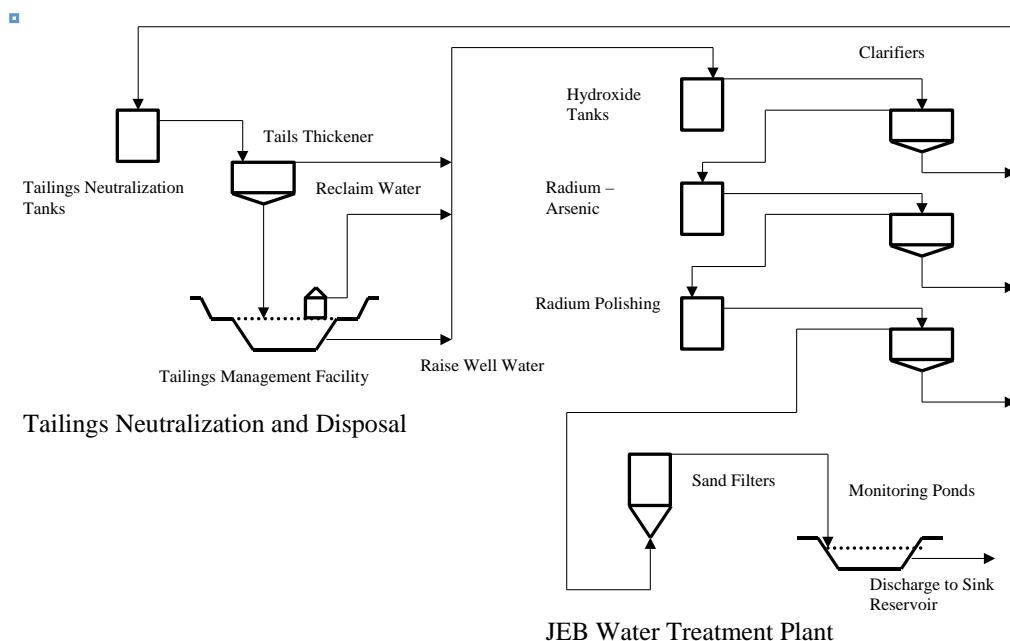 Clarifiers
Hydroxide
Tanks
Tails Thickener
Tailings Neutralization
Tanks
Reclaim Water
Radium –
Arsenic
Radium Polishing
Raise Well Water
Tailings Management Facility
Tailings Neutralization and Disposal
Sand Filters
Monitoring Ponds
Discharge to Sink
Reservoir
JEB Water Treatment Plant